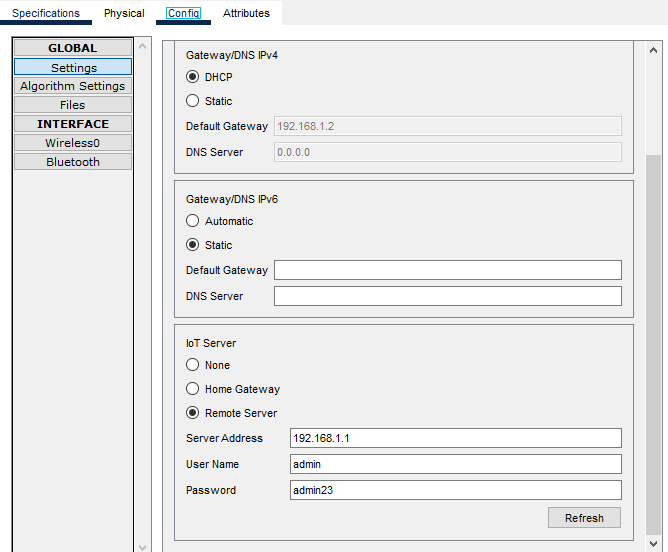 Specifications Physical Config Attributes
GLOBAL
Settings
Algorithm Settings
Files
INTERFACE
Wireless0
Bluetooth
Gateway/DNS IPv4
DHCP
Static
Default Gateway 192.168.1.2
DNS Server 0.0.0.0
Gateway/DNS IPv6
Automatic
Static
Default Gateway
DNS Server
IoT Server
None
Home Gateway
Remote Server
Server Address 192.168.1.1
User Name admin
Password admin23
Refresh